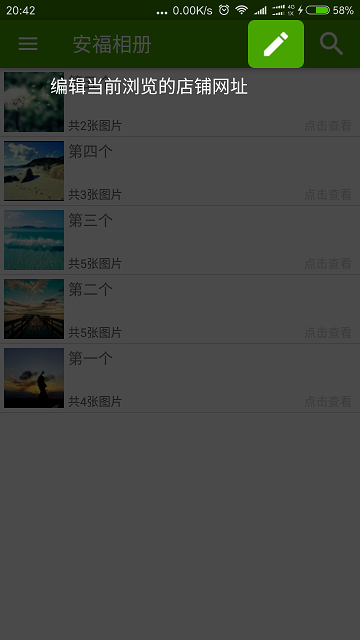 20:42
... 0.00K/s 4G 1X 58%
安福相册
编辑当前浏览的店铺网址
共2张图片 点击查看
第四个
共3张图片 点击查看
第三个
共5张图片 点击查看
第二个
共5张图片 点击查看
第一个
共4张图片 点击查看